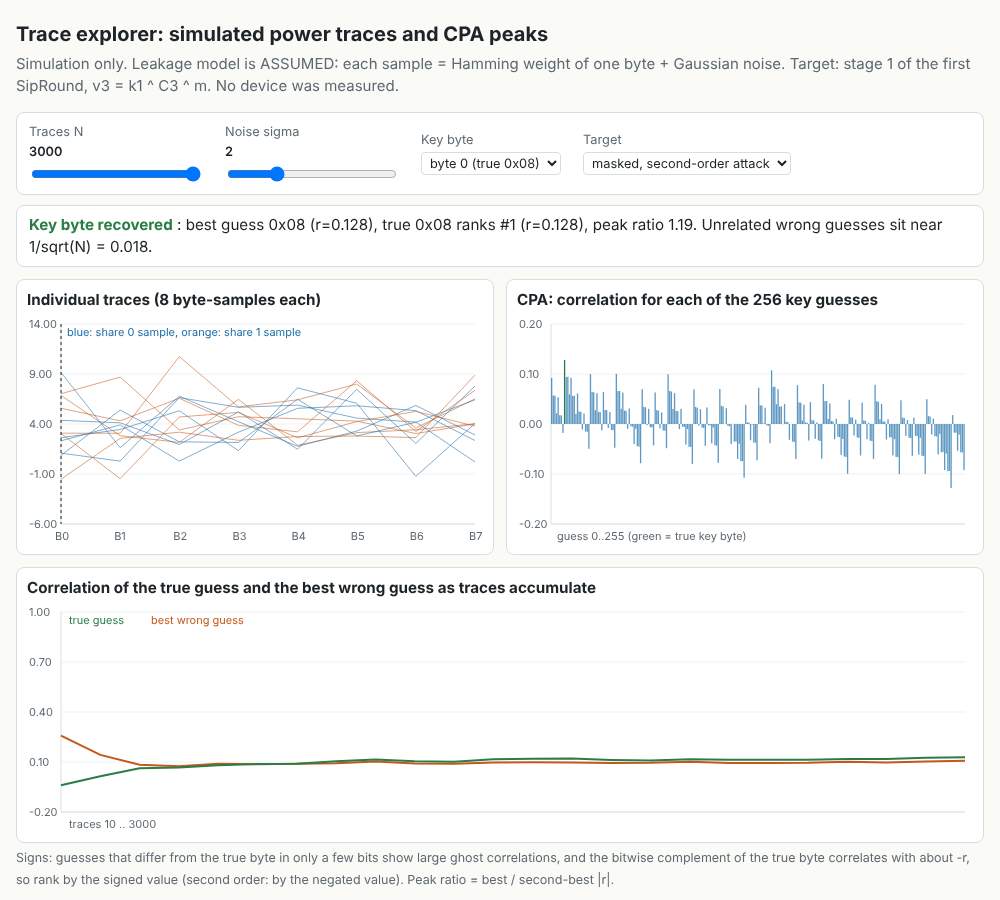 Trace explorer: simulated power traces and CPA peaks
Simulation only. Leakage model is ASSUMED: each sample = Hamming weight of one byte + Gaussian noise. Target: stage 1 of the first
SipRound, v3 = k1 ^ C3 ^ m. No device was measured.
Traces N
3000
Noise sigma
2
Key byte
byte 0 (true 0x08)
Target
masked, second-order attack
Key byte recovered : best guess 0x08 (r=0.128), true 0x08 ranks #1 (r=0.128), peak ratio 1.19. Unrelated wrong guesses sit near
1/sqrt(N) = 0.018.
Individual traces (8 byte-samples each)
14.00
blue: share 0 sample, orange: share 1 sample
9.00
4.00
-1.00
-6.00
B0 B1 B2 B3 B4 B5 B6 B7
CPA: correlation for each of the 256 key guesses
0.20
0.10
0.00
-0.10
-0.20
guess 0..255 (green = true key byte)
Correlation of the true guess and the best wrong guess as traces accumulate
1.00
true guess best wrong guess
0.70
0.40
0.10
-0.20
traces 10 .. 3000
Signs: guesses that differ from the true byte in only a few bits show large ghost correlations, and the bitwise complement of the true byte correlates with about -r,
so rank by the signed value (second order: by the negated value). Peak ratio = best / second-best |r|.